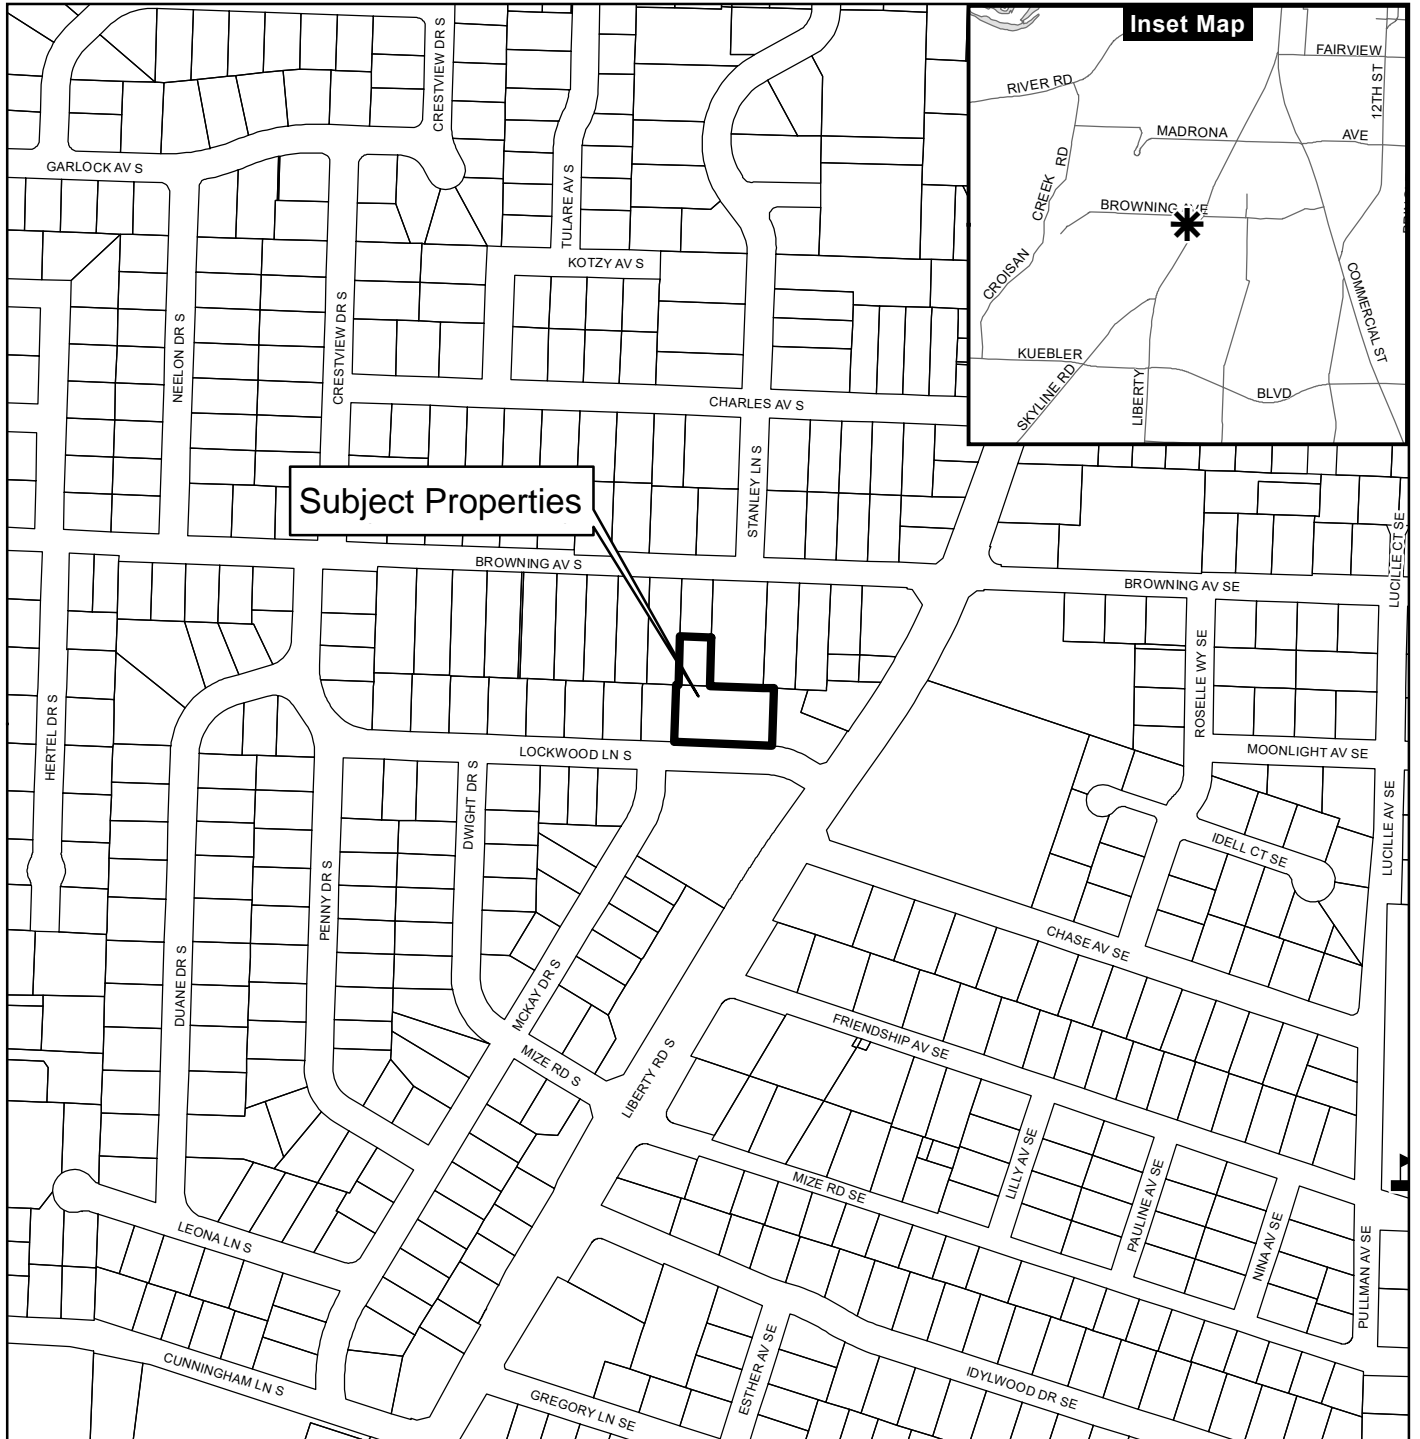 Inset Map
FAIRVIEW
RIVER RD
12TH ST
MADRONA
AVE
CREEK RD
BROWNING AVE
CROISAN
COMMERCIAL ST
KUEBLER
SKYLINE RD
LIBERTY
BLVD
CRESTVIEW DR S
GARLOCK AV S
TULARE AV S
KOTZY AV S
NEELON DR S
CRESTVIEW DR S
CHARLES AV S
STANLEY LN S
Subject Properties
BROWNING AV S
BROWNING AV SE
LUCILLE CT SE
ROSELLE WY SE
HERTEL DR S
LOCKWOOD LN S
MOONLIGHT AV SE
DWIGHT DR S
LUCILLE AV SE
IDELL CT SE
PENNY DR S
CHASE AV SE
DUANE DR S
MCKAY DR S
FRIENDSHIP AV SE
MIZE RD S
LIBERTY RD S
LILLY AV SE
MIZE RD SE
PAULINE AV SE
NINA AV SE
LEONA LN S
PULLMAN AV SE
CUNNINGHAM LN S
ESTHER AV SE
IDYLWOOD DR SE
GREGORY LN SE